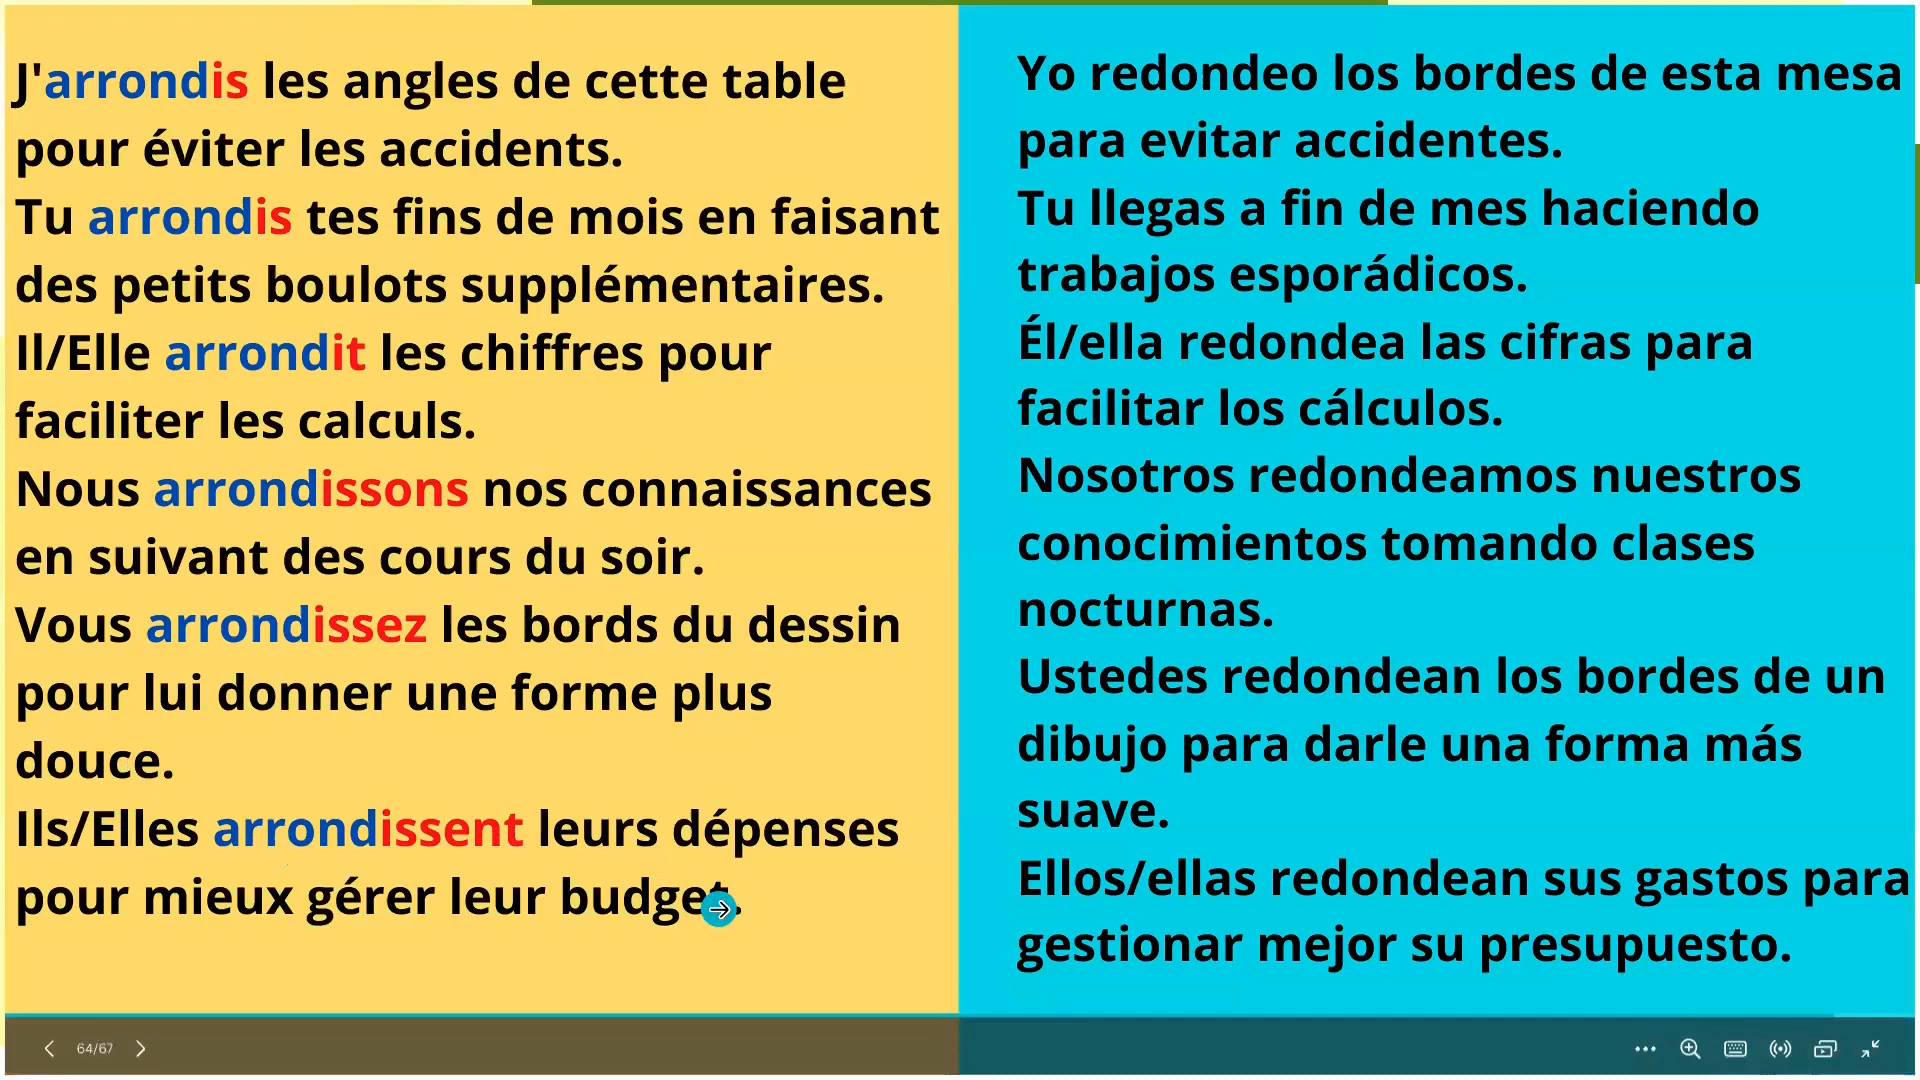 J'arrondis les angles de cette table
pour éviter les accidents.
Tu arrondis tes fins de mois en faisant
des petits boulots supplémentaires.
Il/Elle arrondit les chiffres pour
faciliter les calculs.
Nous arrondissons nos connaissances
en suivant des cours du soir.
Vous arrondissez les bords du dessin
pour lui donner une forme plus
douce.
Ils/Elles arrondissent leurs dépenses
pour mieux gérer leur budget.
Yo redondeo los bordes de esta mesa
para evitar accidentes.
Tu llegas a fin de mes haciendo
trabajos esporádicos.
Él/ella redondea las cifras para
facilitar los cálculos.
Nosotros redondeamos nuestros
conocimientos tomando clases
nocturnas.
Ustedes redondean los bordes de un
dibujo para darle una forma más
suave.
Ellos/ellas redondean sus gastos para
gestionar mejor su presupuesto.
64/67